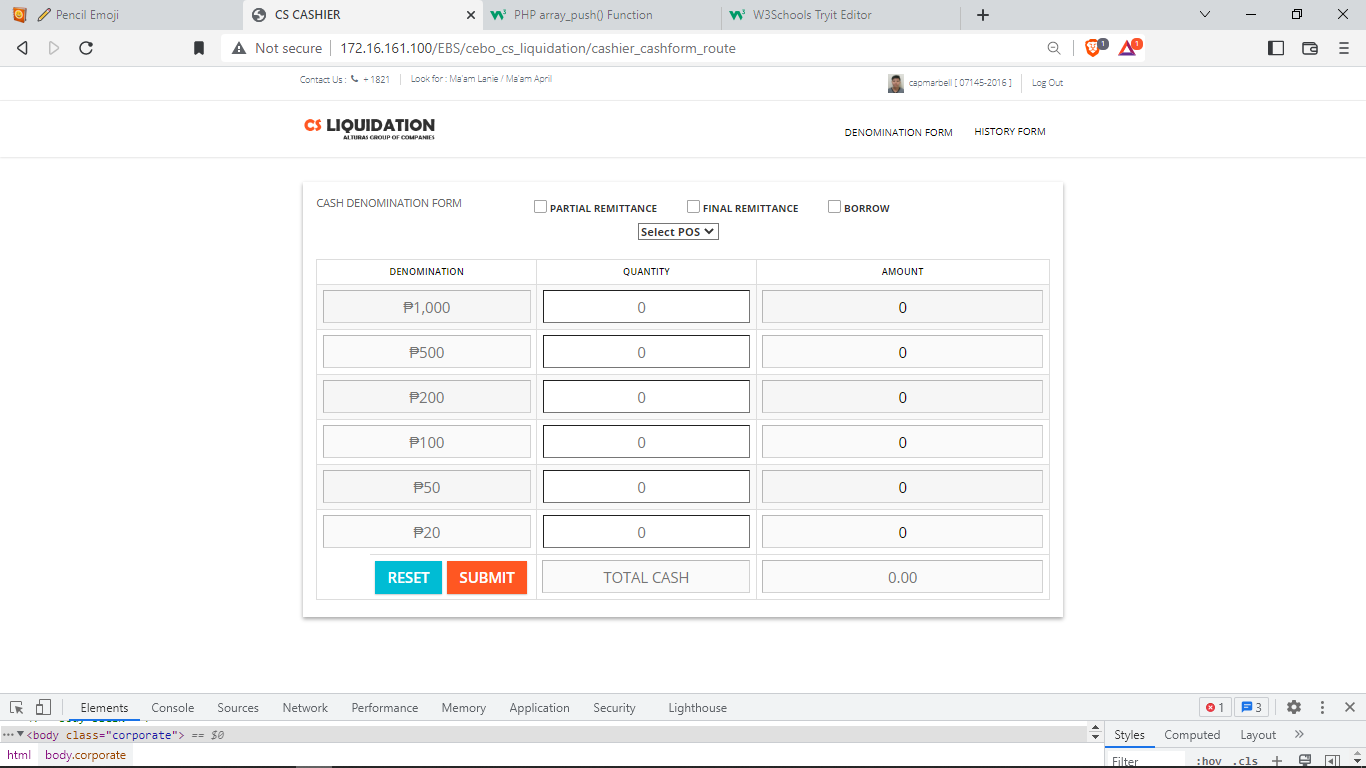 Pencil Emoji
CS CASHIER
PHP array_push() Function
W3Schools Tryit Editor
Not secure
172.16.161.100/EBS/cebo_cs_liquidation/cashier_cashform_route
1
1
Contact Us : + 1821
Look for : Ma'am Lanie / Ma'am April
capmarbell [ 07145-2016 ]
Log Out
CS LIQUIDATION
ALTURAS GROUP OF COMPANIES
DENOMINATION FORM
HISTORY FORM
CASH DENOMINATION FORM
PARTIAL REMITTANCE
FINAL REMITTANCE
BORROW
Select POS
DENOMINATION QUANTITY AMOUNT
₱1,000 0 0
₱500 0 0
₱200 0 0
₱100 0 0
₱50 0 0
₱20 0 0
RESET SUBMIT TOTAL CASH 0.00
Elements Console Sources Network Performance Memory Application Security Lighthouse
1 3
<body class="corporate"> == $0
html body.corporate
Styles Computed Layout
Filter :hov .cls